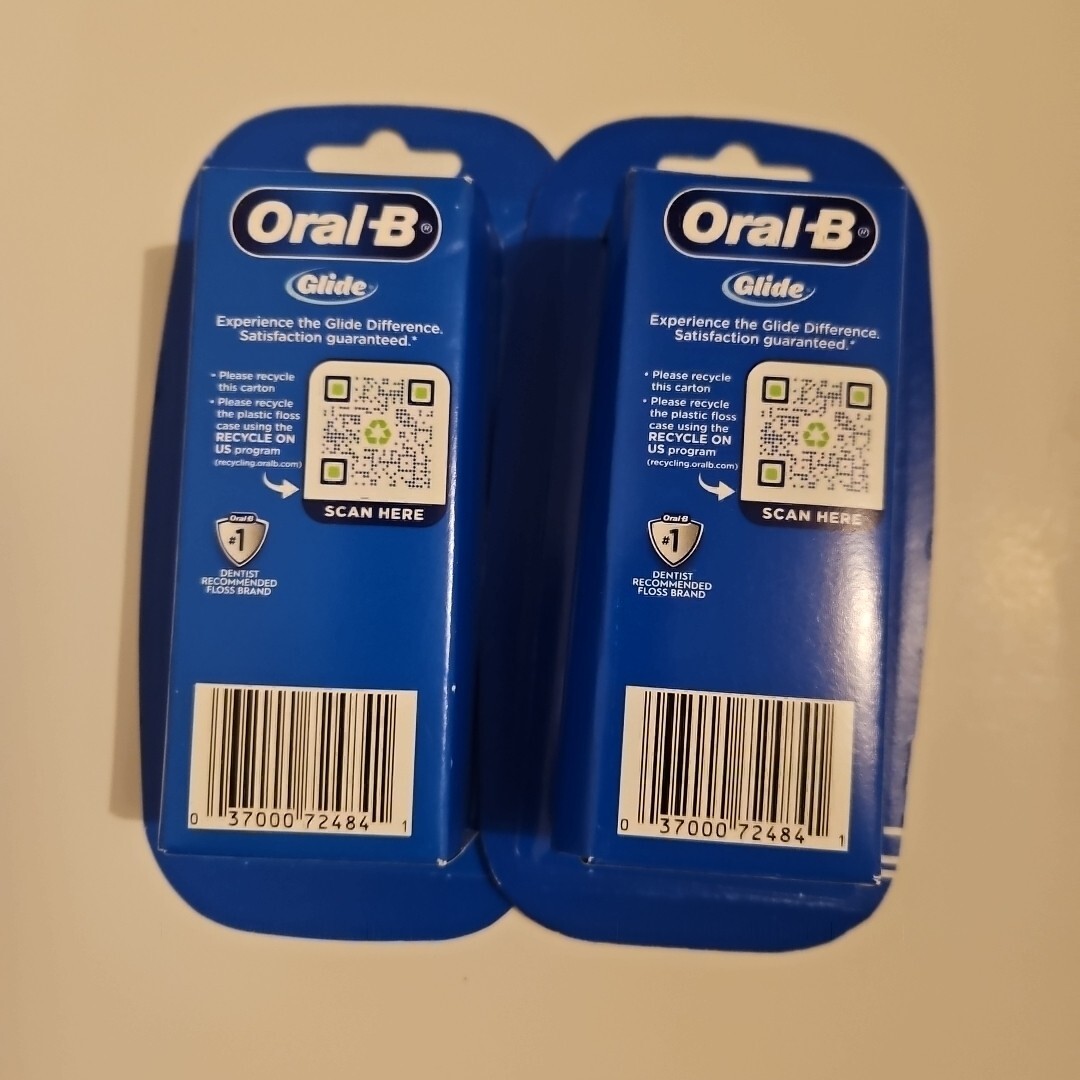 Oral-B®
Glide
Experience the Glide Difference.
Satisfaction guaranteed.*
• Please recycle
this carton
• Please recycle
the plastic floss
case using the
RECYCLE ON
US program
(recycling.oralb.com)
SCAN HERE
Oral-B
#1
DENTIST
RECOMMENDED
FLOSS BRAND
0 37000 72484 1
Oral-B®
Glide
Experience the Glide Difference.
Satisfaction guaranteed.*
• Please recycle
this carton
• Please recycle
the plastic floss
case using the
RECYCLE ON
US program
(recycling.oralb.com)
SCAN HERE
Oral-B
#1
DENTIST
RECOMMENDED
FLOSS BRAND
0 37000 72484 1